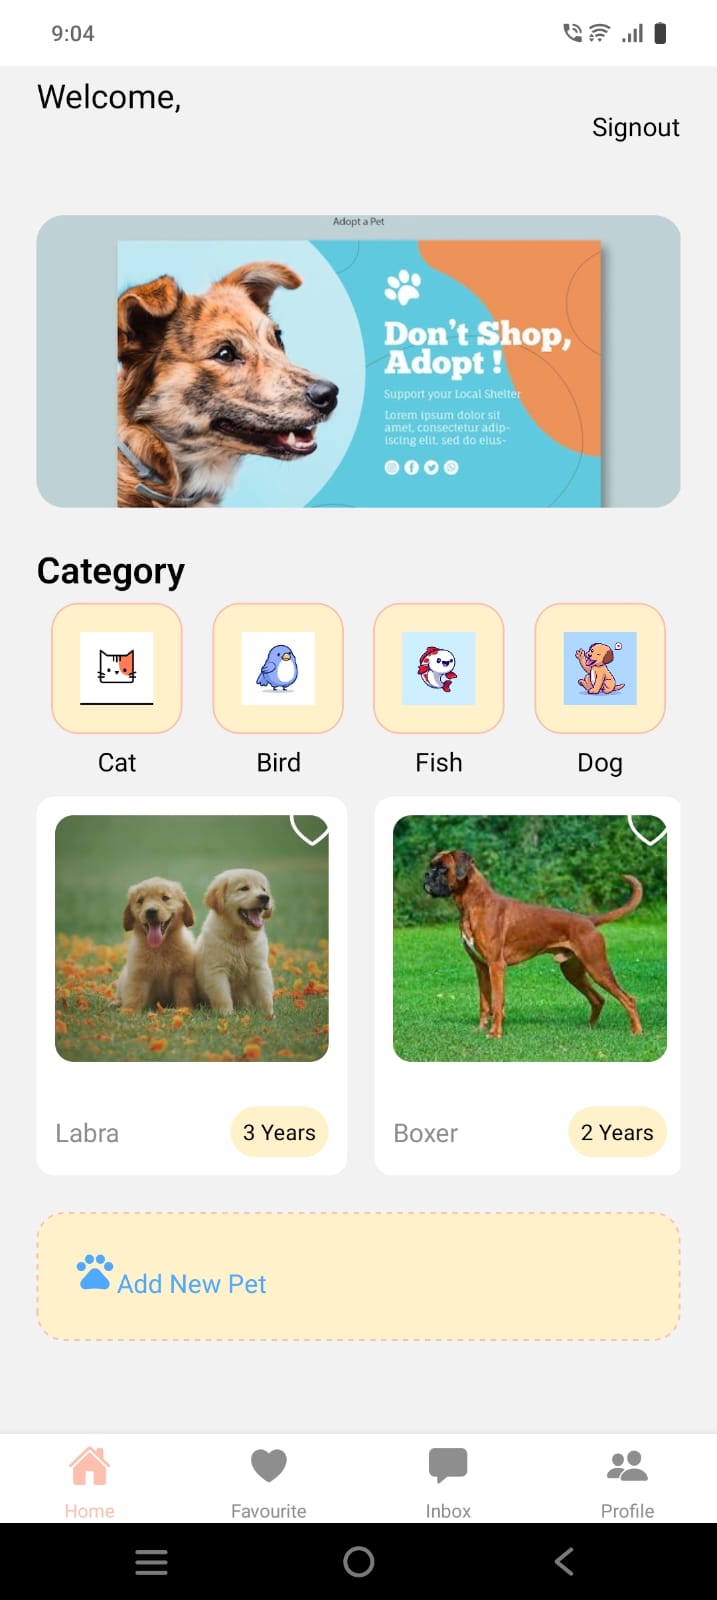 9:04
Welcome,
Signout
Adopt a Pet
Don't Shop,
Adopt !
Support your Local Shelter
Lorem ipsum dolor sit
amet, consectetur adip-
iscing elit, sed do eius-
Category
Cat Bird Fish Dog
Labra 3 Years Boxer 2 Years
Add New Pet
Home Favourite Inbox Profile